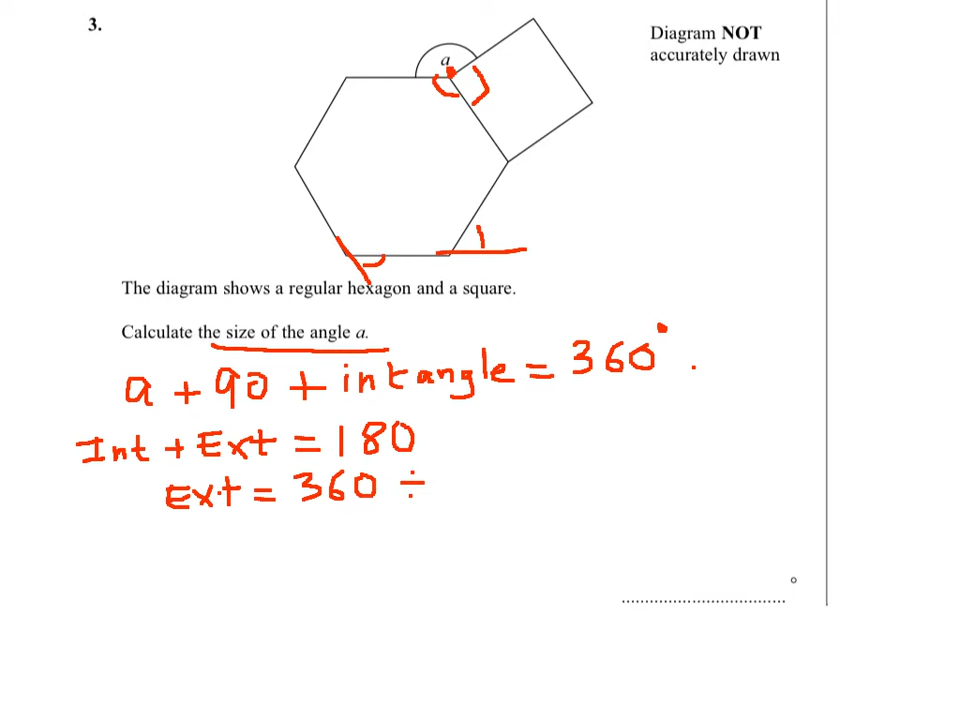 3.
Diagram NOT
accurately drawn
a
The diagram shows a regular hexagon and a square.
Calculate the size of the angle a.
a + 90 + int angle = 360° .
Int + Ext = 180
Ext = 360 ÷
....................................°